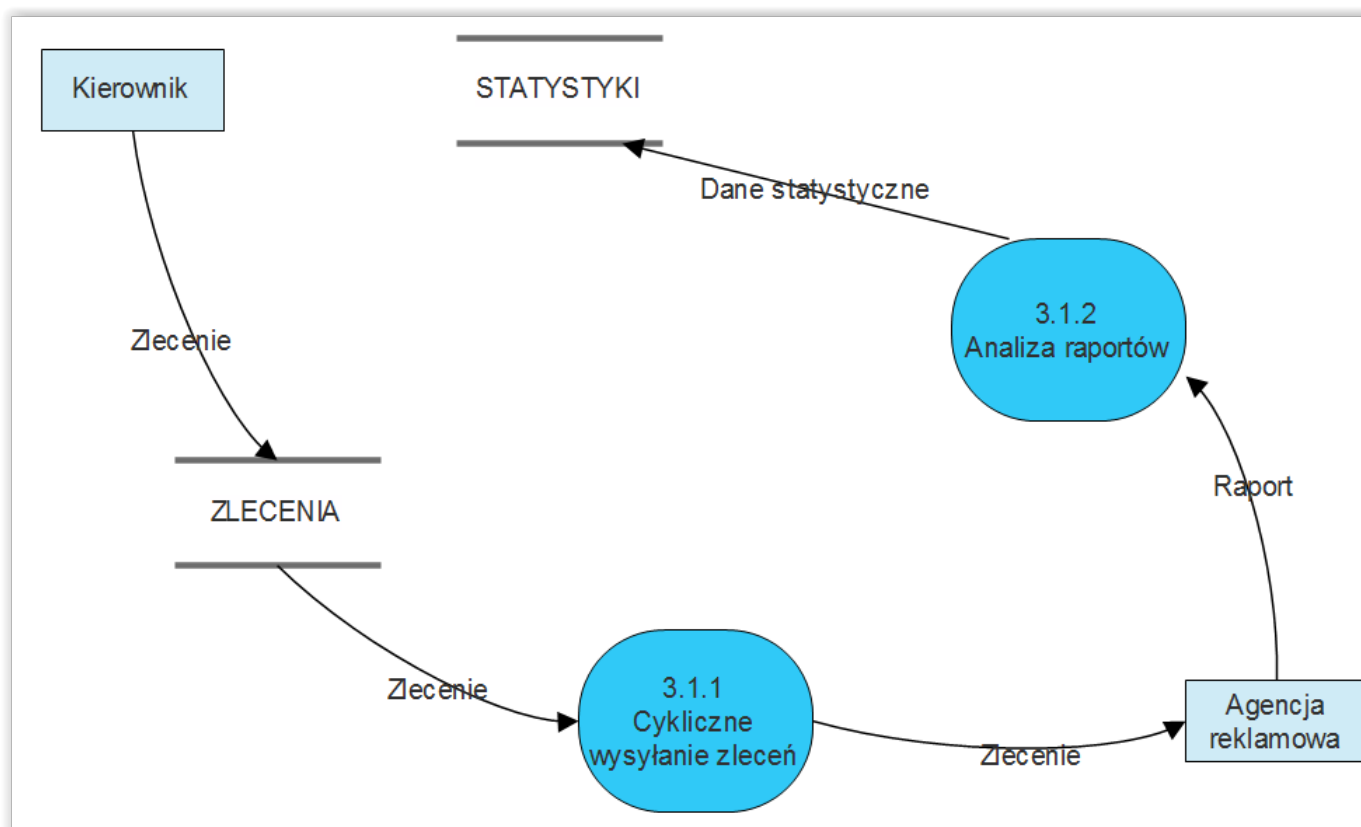 Kierownik
STATYSTYKI
Dane statystyczne
3.1.2
Analiza raportów
Zlecenie
Raport
ZLECENIA
Zlecenie
3.1.1
Cykliczne
wysyłanie zleceń
Zlecenie
Agencja
reklamowa